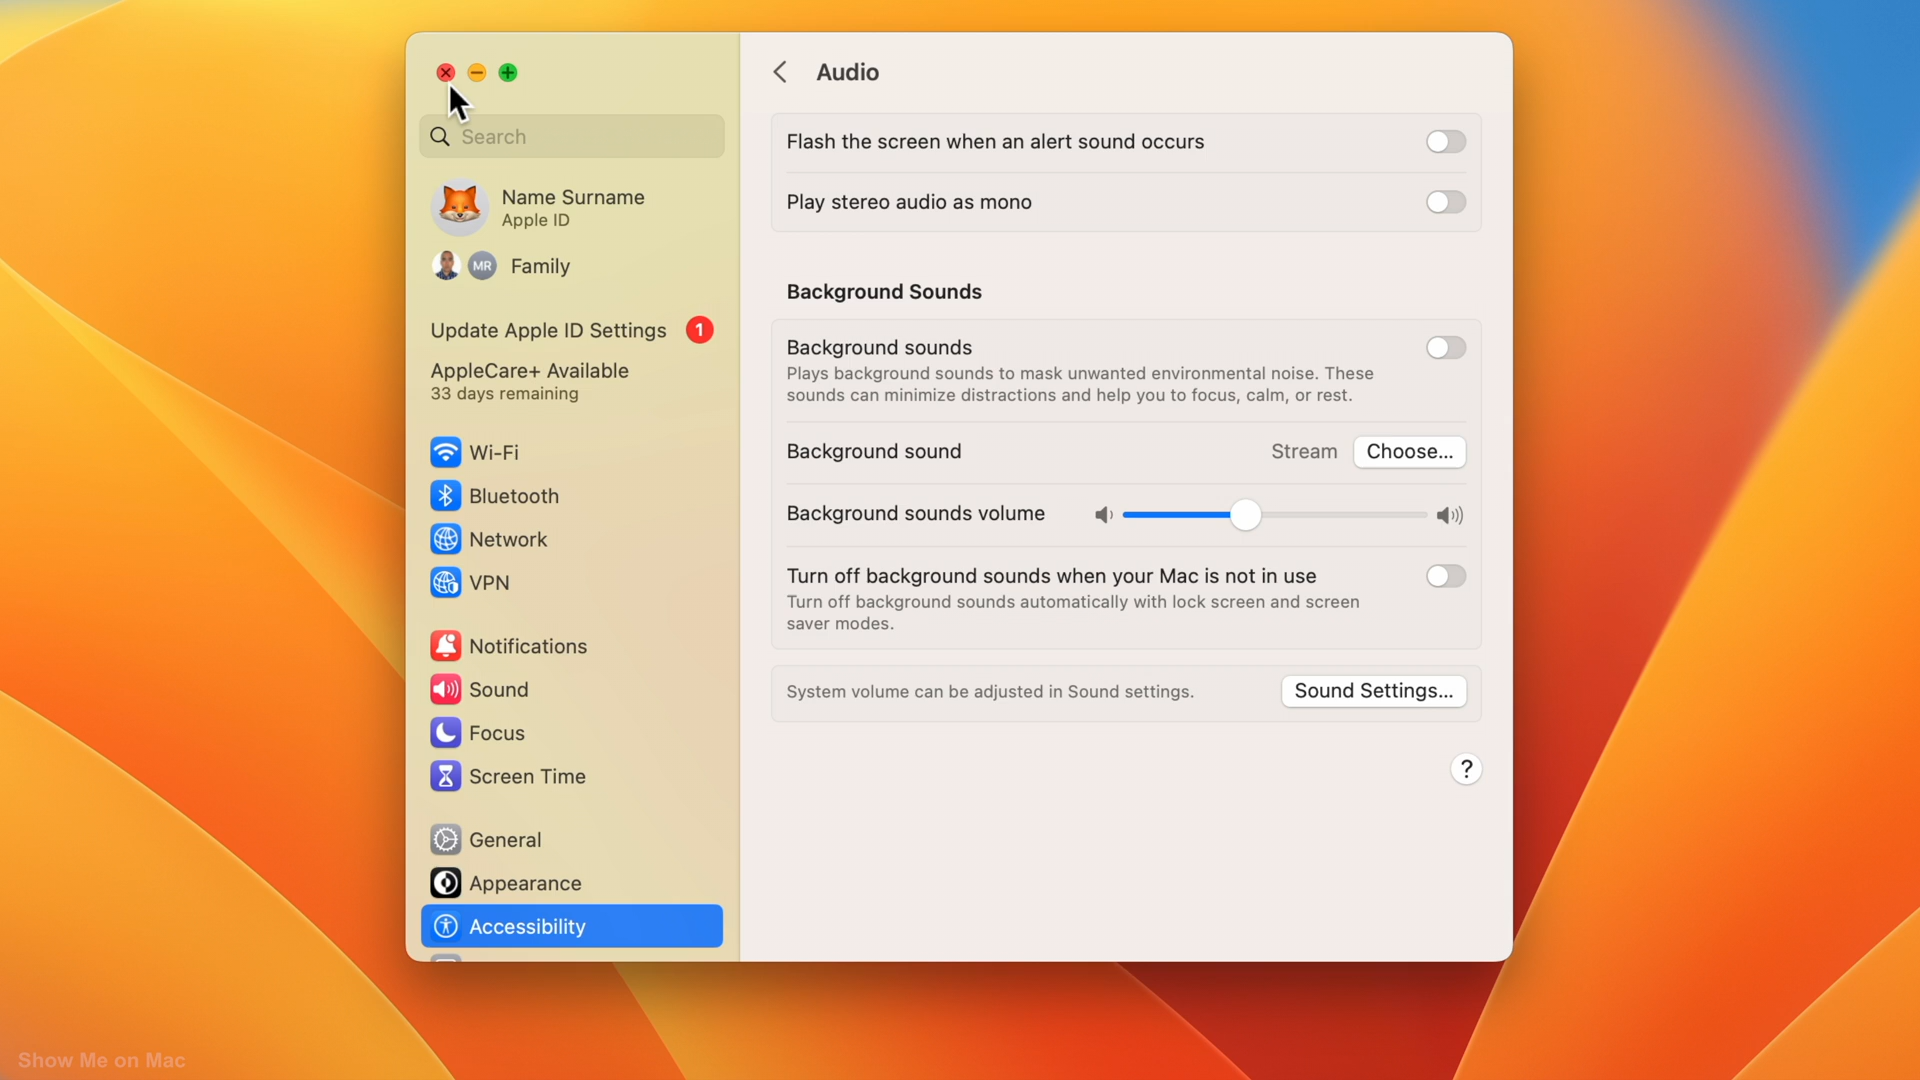 Search
Name Surname
Apple ID
MR
Family
Update Apple ID Settings
1
AppleCare+ Available
33 days remaining
Wi-Fi
Bluetooth
Network
VPN
Notifications
Sound
Focus
Screen Time
General
Appearance
Accessibility
Audio
Flash the screen when an alert sound occurs
Play stereo audio as mono
Background Sounds
Background sounds
Plays background sounds to mask unwanted environmental noise. These
sounds can minimize distractions and help you to focus, calm, or rest.
Background sound
Stream
Choose...
Background sounds volume
Turn off background sounds when your Mac is not in use
Turn off background sounds automatically with lock screen and screen
saver modes.
System volume can be adjusted in Sound settings.
Sound Settings...
?
Show Me on Mac